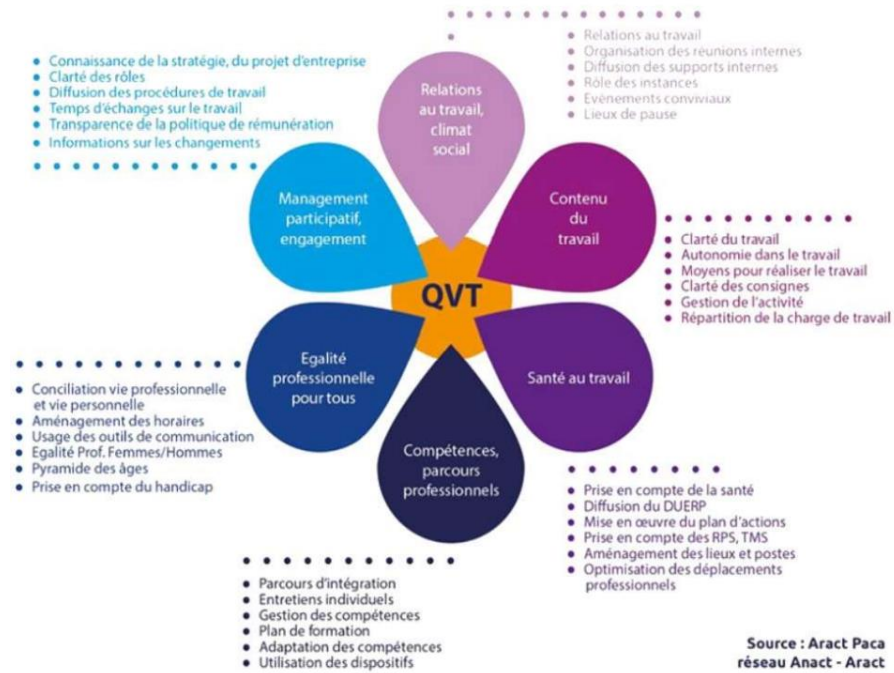 Relations
au travail,
climat
social
• Relations au travail
• Organisation des réunions internes
• Diffusion des supports internes
• Rôle des instances
• Evènements conviviaux
• Lieux de pause
Contenu
du
travail
• Clarté du travail
• Autonomie dans le travail
• Moyens pour réaliser le travail
• Clarté des consignes
• Gestion de l'activité
• Répartition de la charge de travail
Santé au travail
• Prise en compte de la santé
• Diffusion du DUERP
• Mise en œuvre du plan d'actions
• Prise en compte des RPS, TMS
• Aménagement des lieux et postes
• Optimisation des déplacements
professionnels
Compétences,
parcours
professionnels
• Parcours d'intégration
• Entretiens individuels
• Gestion des compétences
• Plan de formation
• Adaptation des compétences
• Utilisation des dispositifs
Egalité
professionnelle
pour tous
• Conciliation vie professionnelle
et vie personnelle
• Aménagement des horaires
• Usage des outils de communication
• Egalité Prof. Femmes/Hommes
• Pyramide des âges
• Prise en compte du handicap
Management
participatif,
engagement
• Connaissance de la stratégie, du projet d'entreprise
• Clarté des rôles
• Diffusion des procédures de travail
• Temps d'échanges sur le travail
• Transparence de la politique de rémunération
• Informations sur les changements
QVT
Source : Aract Paca
réseau Anact - Aract